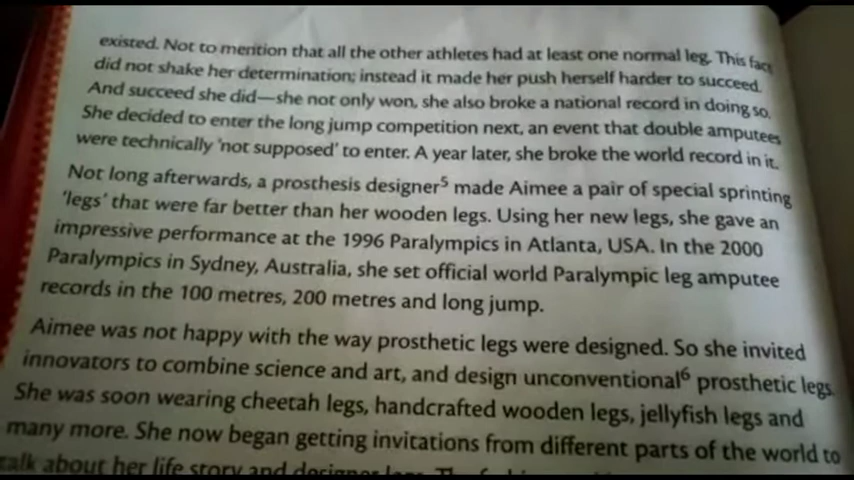 existed. Not to mention that all the other athletes had at least one normal leg. This fact
did not shake her determination; instead it made her push herself harder to succeed.
And succeed she did—she not only won, she also broke a national record in doing so.
She decided to enter the long jump competition next, an event that double amputees
were technically 'not supposed' to enter. A year later, she broke the world record in it.
Not long afterwards, a prosthesis designer⁵ made Aimee a pair of special sprinting
'legs' that were far better than her wooden legs. Using her new legs, she gave an
impressive performance at the 1996 Paralympics in Atlanta, USA. In the 2000
Paralympics in Sydney, Australia, she set official world Paralympic leg amputee
records in the 100 metres, 200 metres and long jump.
Aimee was not happy with the way prosthetic legs were designed. So she invited
innovators to combine science and art, and design unconventional⁶ prosthetic legs.
She was soon wearing cheetah legs, handcrafted wooden legs, jellyfish legs and
many more. She now began getting invitations from different parts of the world to
talk about her life story and designer legs.